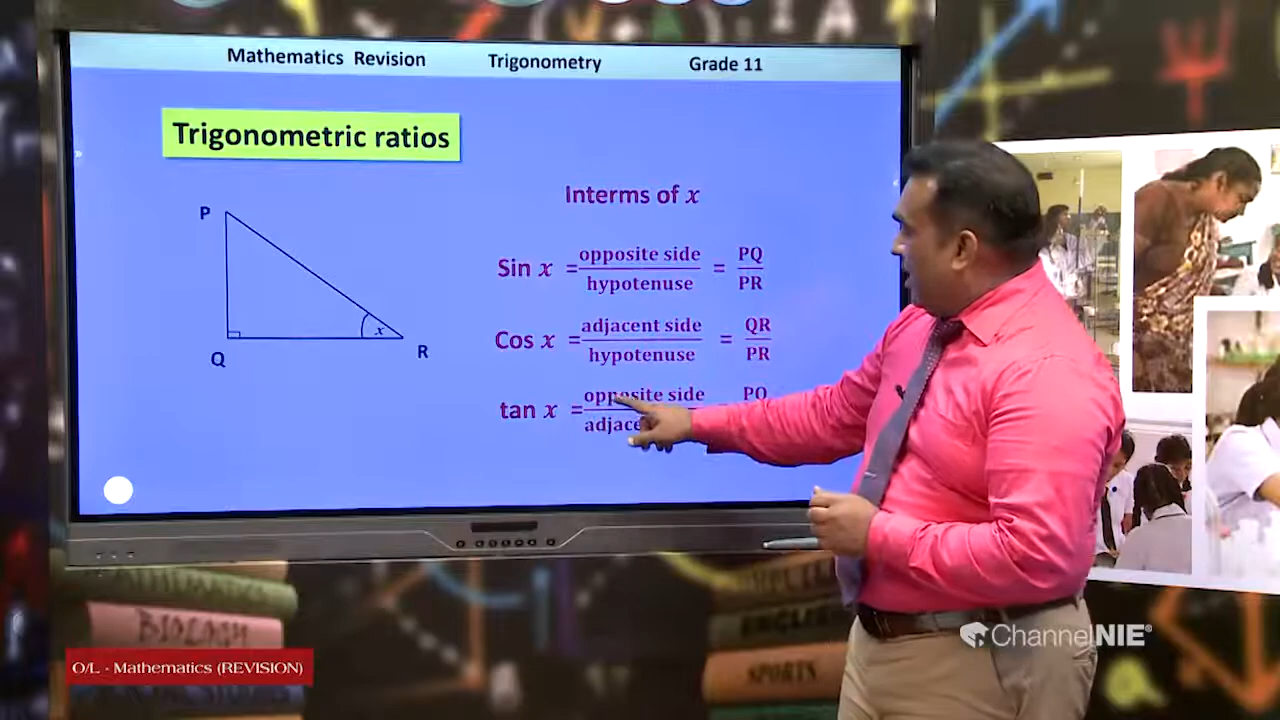 Mathematics Revision Trigonometry Grade 11
Trigonometric ratios
Interms of x
P
Q
R
x
Sin x = opposite side / hypotenuse = PQ / PR
Cos x = adjacent side / hypotenuse = QR / PR
tan x = opposite side
MATHEMATICS
BIOLOGY
ENGLISH
SPORTS
O/L - Mathematics (REVISION)
ChannelNIE